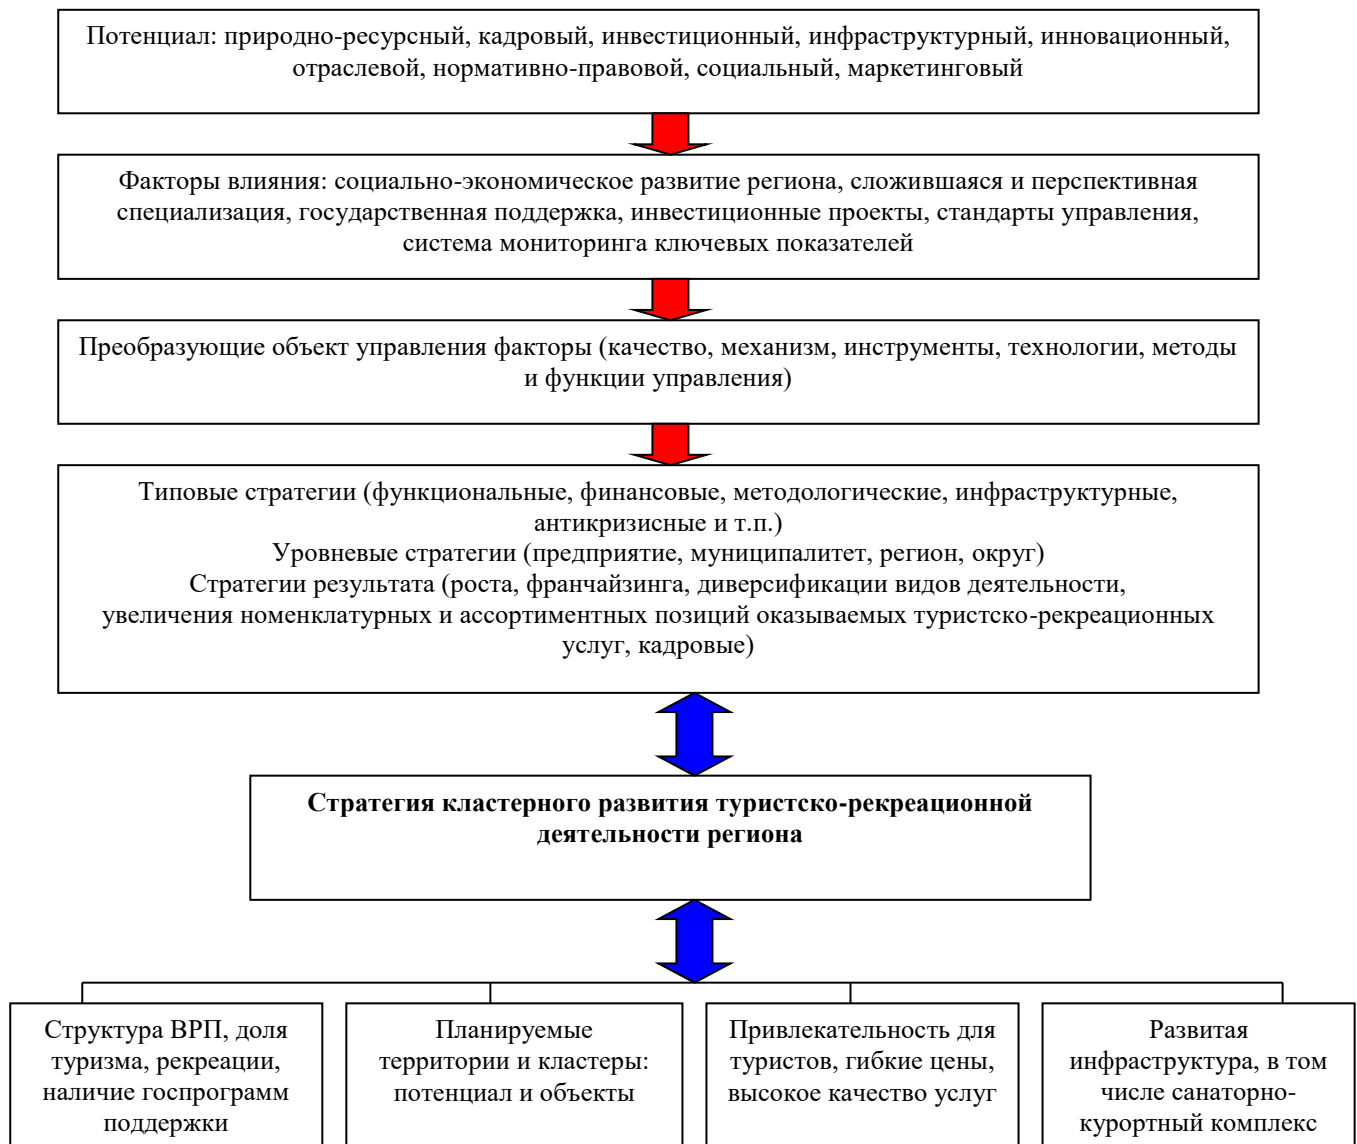 Потенциал: природно-ресурсный, кадровый, инвестиционный, инфраструктурный, инновационный,
отраслевой, нормативно-правовой, социальный, маркетинговый
Факторы влияния: социально-экономическое развитие региона, сложившаяся и перспективная
специализация, государственная поддержка, инвестиционные проекты, стандарты управления,
система мониторинга ключевых показателей
Преобразующие объект управления факторы (качество, механизм, инструменты, технологии, методы
и функции управления)
Типовые стратегии (функциональные, финансовые, методологические, инфраструктурные,
антикризисные и т.п.)
Уровневые стратегии (предприятие, муниципалитет, регион, округ)
Стратегии результата (роста, франчайзинга, диверсификации видов деятельности,
увеличения номенклатурных и ассортиментных позиций оказываемых туристско-рекреационных
услуг, кадровые)
Стратегия кластерного развития туристско-рекреационной
деятельности региона
Структура ВРП, доля
туризма, рекреации,
наличие госпрограмм
поддержки
Планируемые
территории и кластеры:
потенциал и объекты
Привлекательность для
туристов, гибкие цены,
высокое качество услуг
Развитая
инфраструктура, в том
числе санаторно-
курортный комплекс